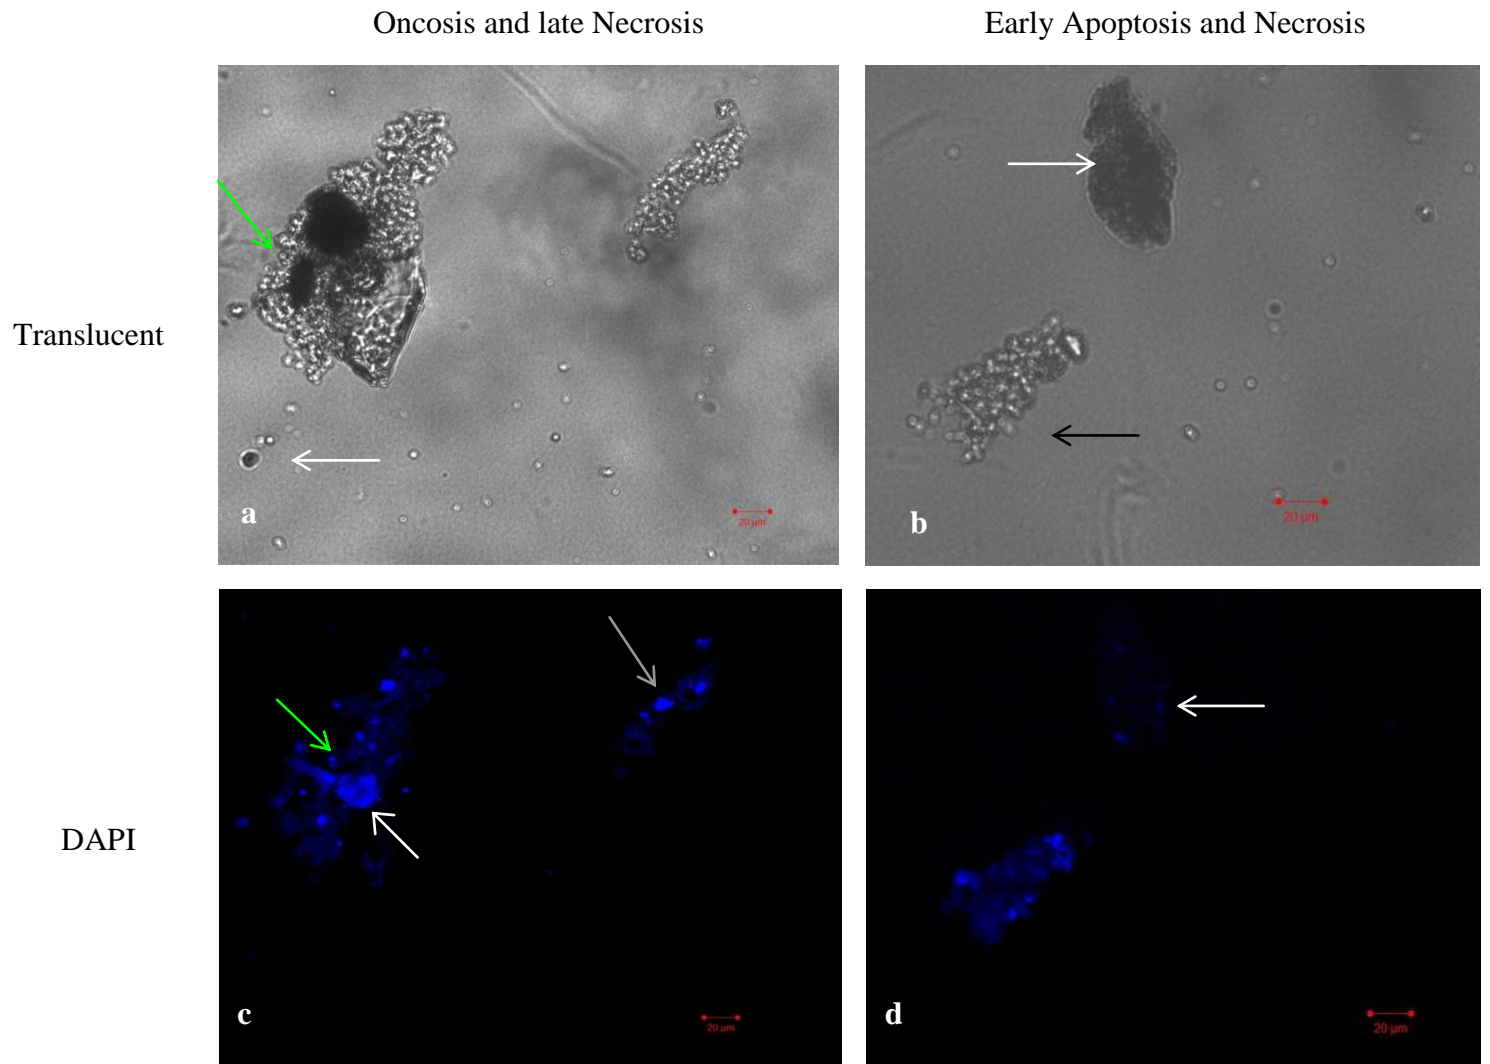 Oncosis and late Necrosis
Early Apoptosis and Necrosis
Translucent
a
20 µm
b
20 µm
DAPI
c
20 µm
d
20 µm